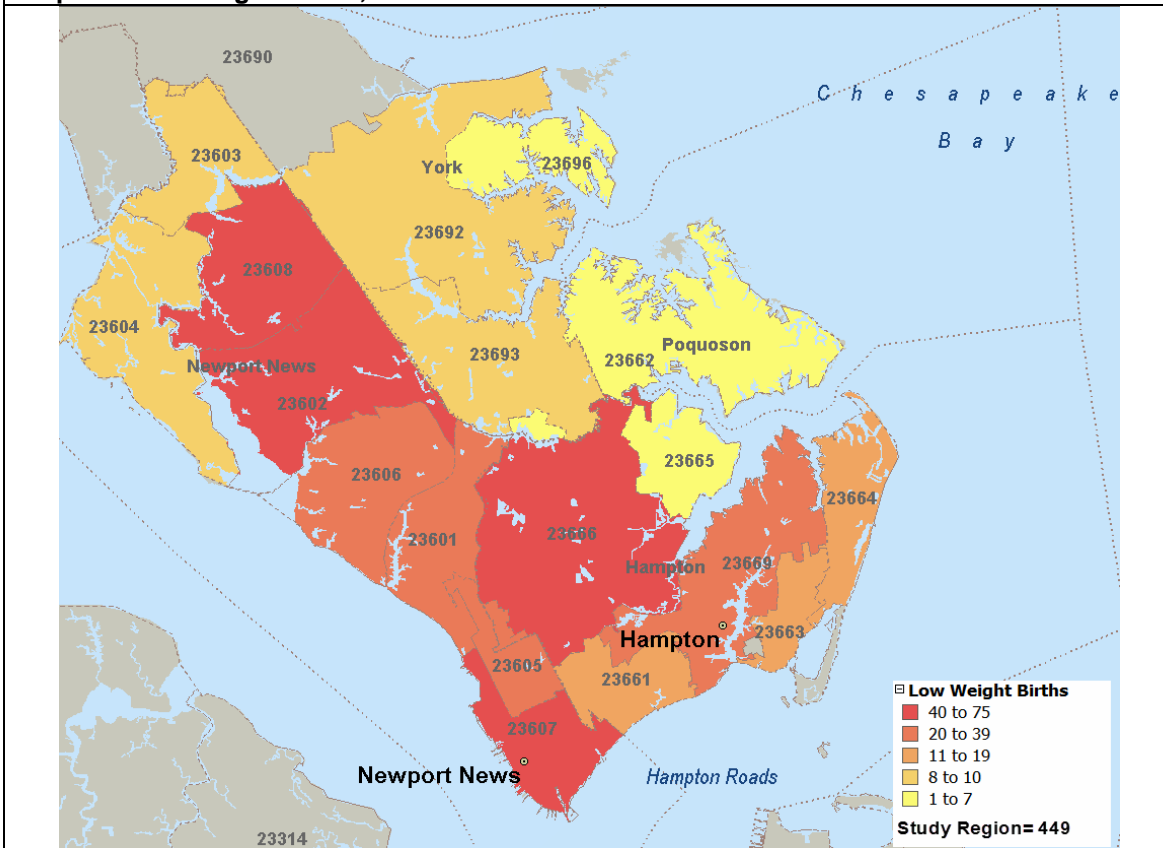 23690
C h e s a p e a k e
B a y
23603
York
23696
23692
23608
23604
Poquoson
23693
23662
Newport News
23602
23665
23606
23664
23601
23666
Hampton
23669
Hampton
23663
23605
23661
23607
Newport News
Hampton Roads
23314
Low Weight Births
40 to 75
20 to 39
11 to 19
8 to 10
1 to 7
Study Region= 449